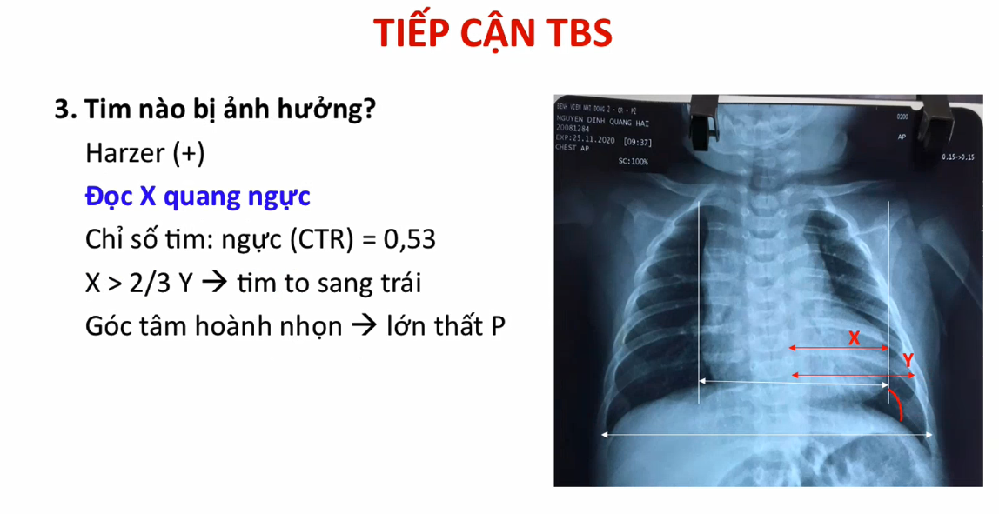 TIẾP CẬN TBS
3. Tim nào bị ảnh hưởng?
Harzer (+)
Đọc X quang ngực
Chỉ số tim: ngực (CTR) = 0,53
X > 2/3 Y → tim to sang trái
Góc tâm hoành nhọn → lớn thất P
BINH VIEN NHI DONG 2 - CR - P2
NGUYEN DINH QUANG HAI
20081284
EXP:25.11.2020 [09:37]
CHEST AP
SC:100%
0200
AP
0.15->0.15
X
Y